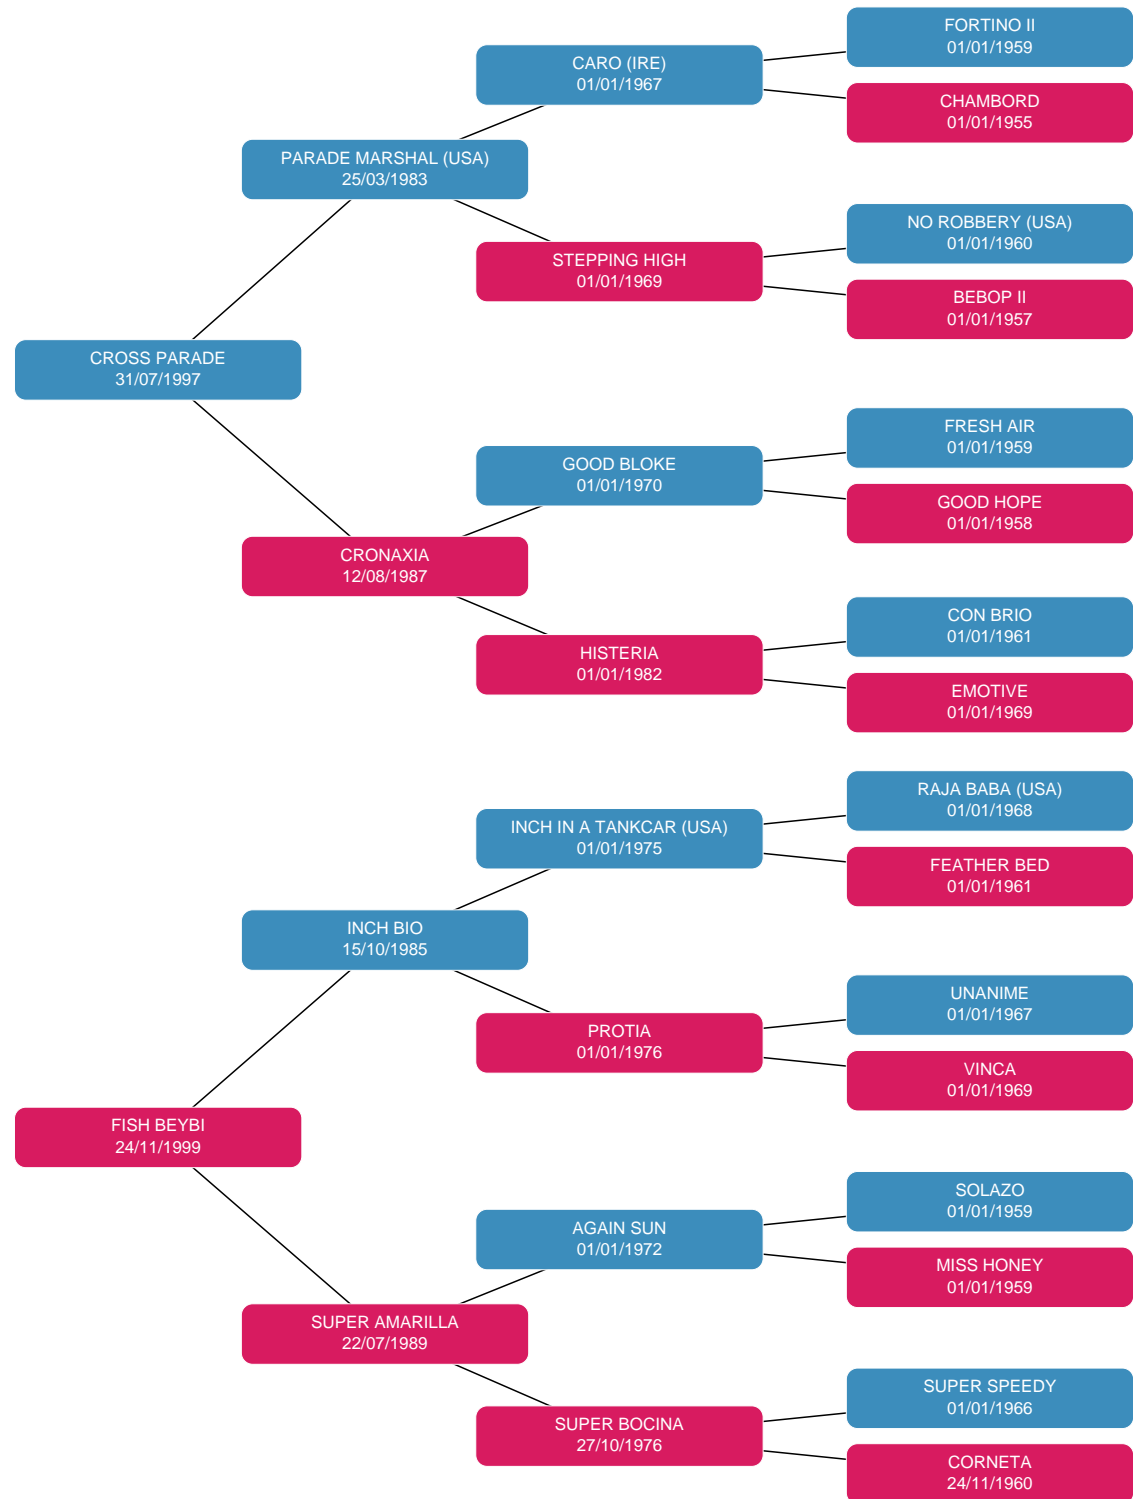 FORTINO II
01/01/1959
CARO (IRE)
01/01/1967
CHAMBORD
01/01/1955
PARADE MARSHAL (USA)
25/03/1983
NO ROBBERY (USA)
01/01/1960
STEPPING HIGH
01/01/1969
BEBOP II
01/01/1957
CROSS PARADE
31/07/1997
FRESH AIR
01/01/1959
GOOD BLOKE
01/01/1970
GOOD HOPE
01/01/1958
CRONAXIA
12/08/1987
CON BRIO
01/01/1961
HISTERIA
01/01/1982
EMOTIVE
01/01/1969
RAJA BABA (USA)
01/01/1968
INCH IN A TANKCAR (USA)
01/01/1975
FEATHER BED
01/01/1961
INCH BIO
15/10/1985
UNANIME
01/01/1967
PROTIA
01/01/1976
VINCA
01/01/1969
FISH BEYBI
24/11/1999
SOLAZO
01/01/1959
AGAIN SUN
01/01/1972
MISS HONEY
01/01/1959
SUPER AMARILLA
22/07/1989
SUPER SPEEDY
01/01/1966
SUPER BOCINA
27/10/1976
CORNETA
24/11/1960